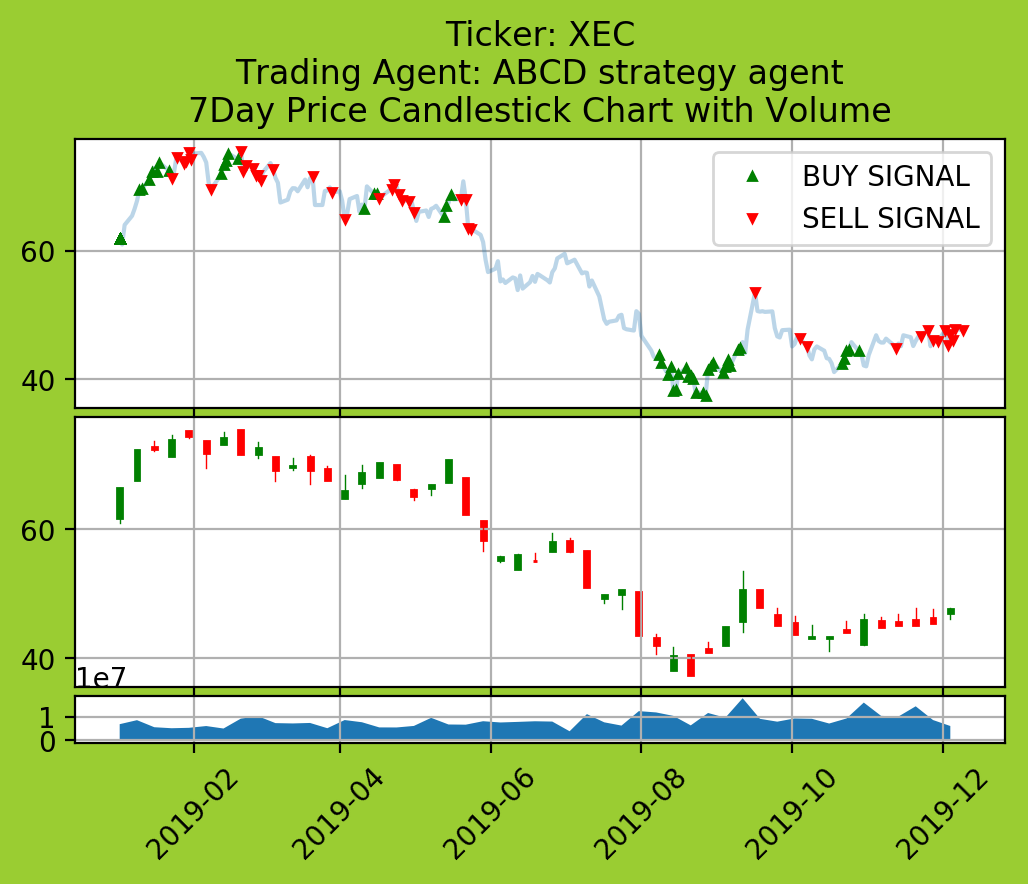 Ticker: XEC
Trading Agent: ABCD strategy agent
7Day Price Candlestick Chart with Volume
BUY SIGNAL
SELL SIGNAL
60
40
60
40
1e7
1
0
2019-02
2019-04
2019-06
2019-08
2019-10
2019-12